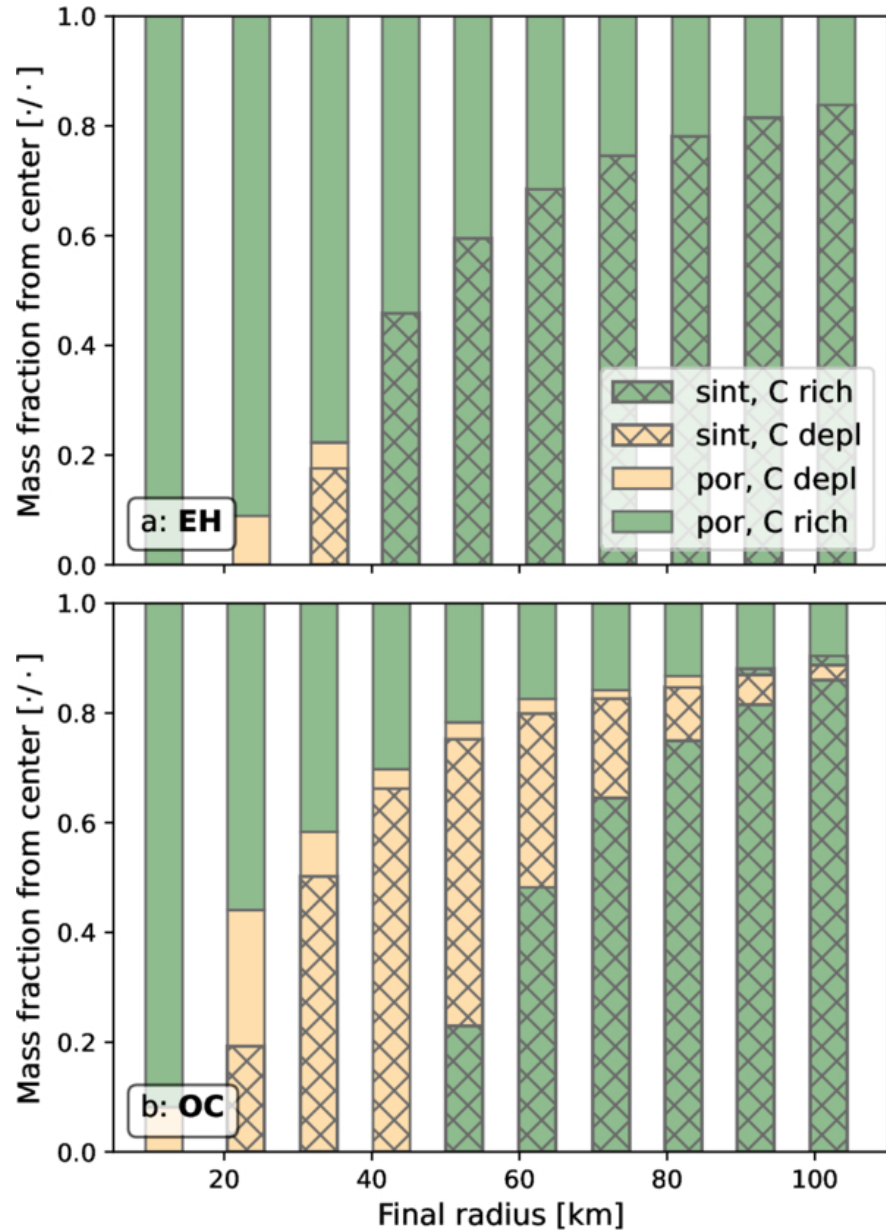 1.0
0.8
0.6
0.4
0.2
0.0
Mass fraction from center [·/·]
sint, C rich
sint, C depl
por, C depl
por, C rich
a: EH
1.0
0.8
0.6
0.4
0.2
0.0
Mass fraction from center [·/·]
b: OC
20 40 60 80 100
Final radius [km]